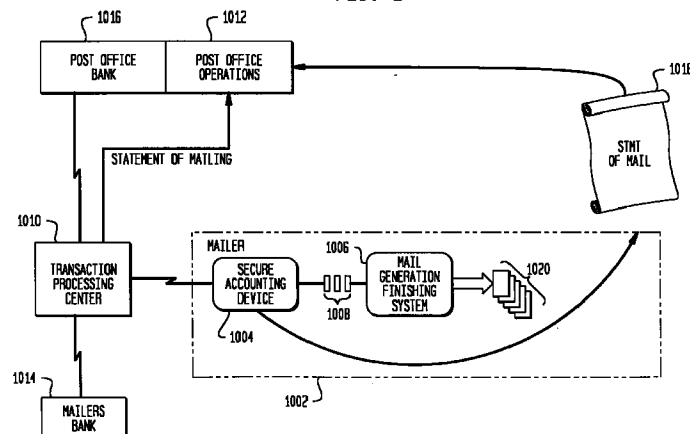 1016
1012
POST OFFICE
BANK
POST OFFICE
OPERATIONS
1018
STMT
OF MAIL
STATEMENT OF MAILING
1010
TRANSACTION
PROCESSING
CENTER
MAILER
SECURE
ACCOUNTING
DEVICE
1004
1008
1006
MAIL
GENERATION
FINISHING
SYSTEM
1020
1002
1014
MAILERS
BANK